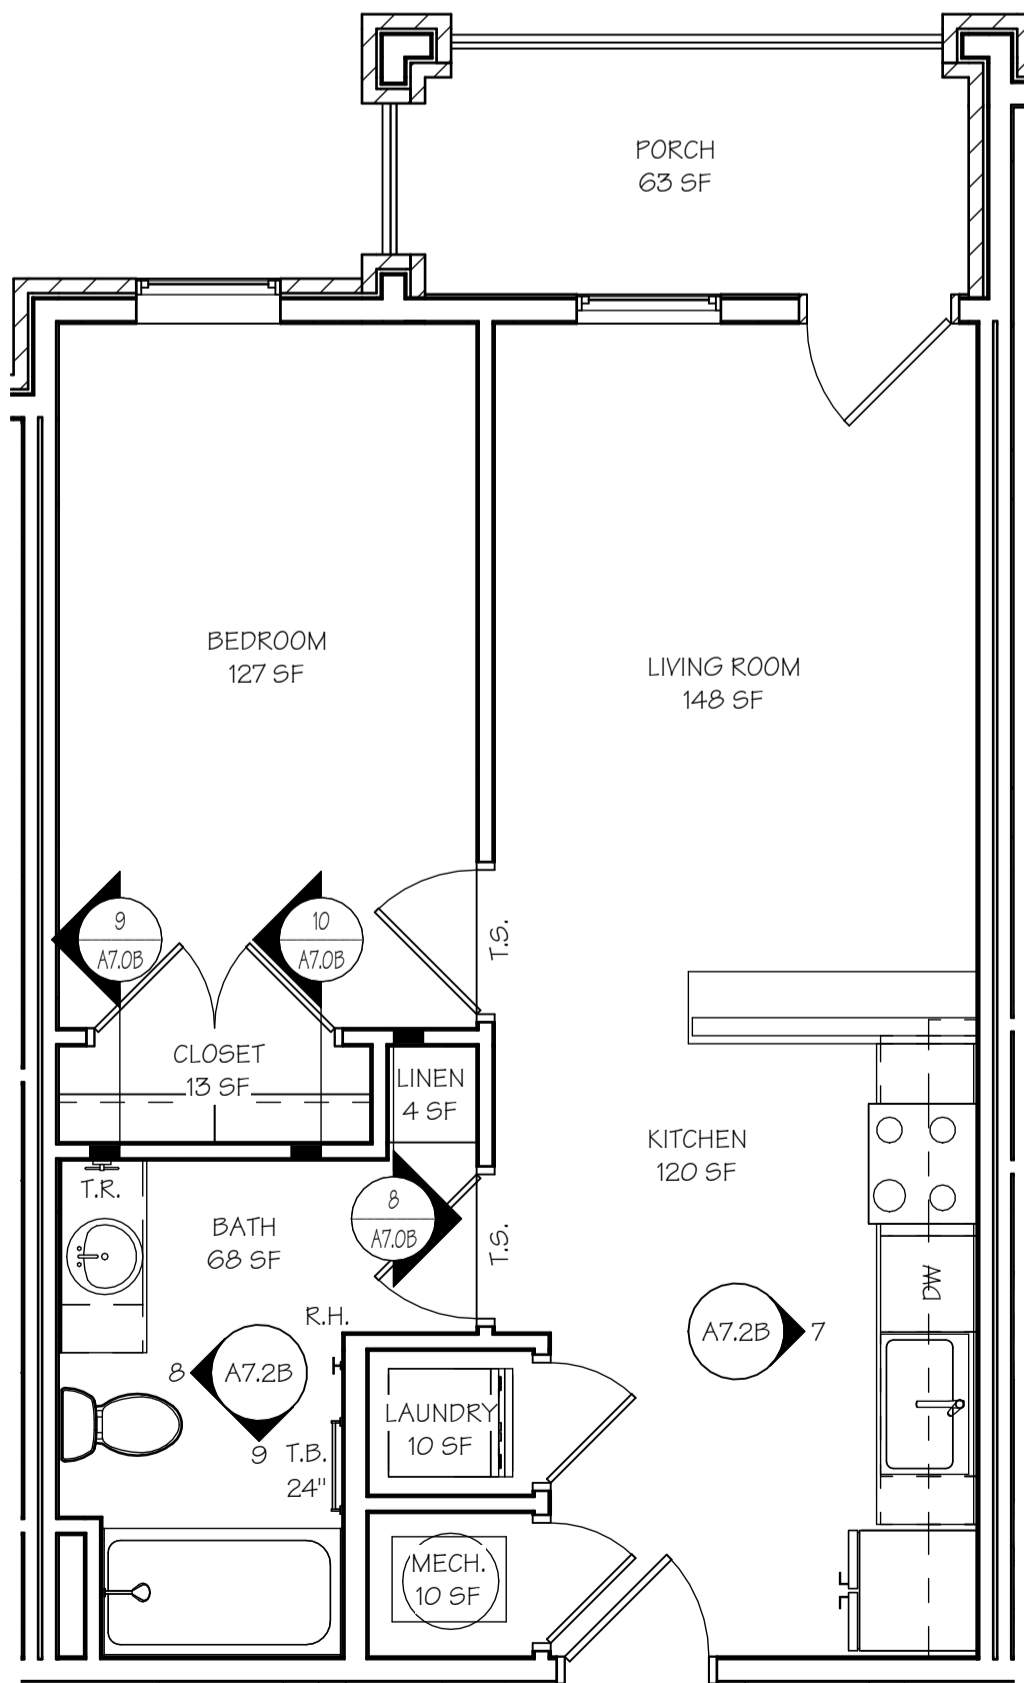 PORCH
63 SF
BEDROOM
127 SF
LIVING ROOM
148 SF
9
A7.0B
10
A7.0B
T.S.
CLOSET
13 SF
LINEN
4 SF
KITCHEN
120 SF
T.R.
BATH
68 SF
8
A7.0B
T.S.
DW
R.H.
A7.2B
7
8
A7.2B
9
T.B.
24"
LAUNDRY
10 SF
MECH.
10 SF